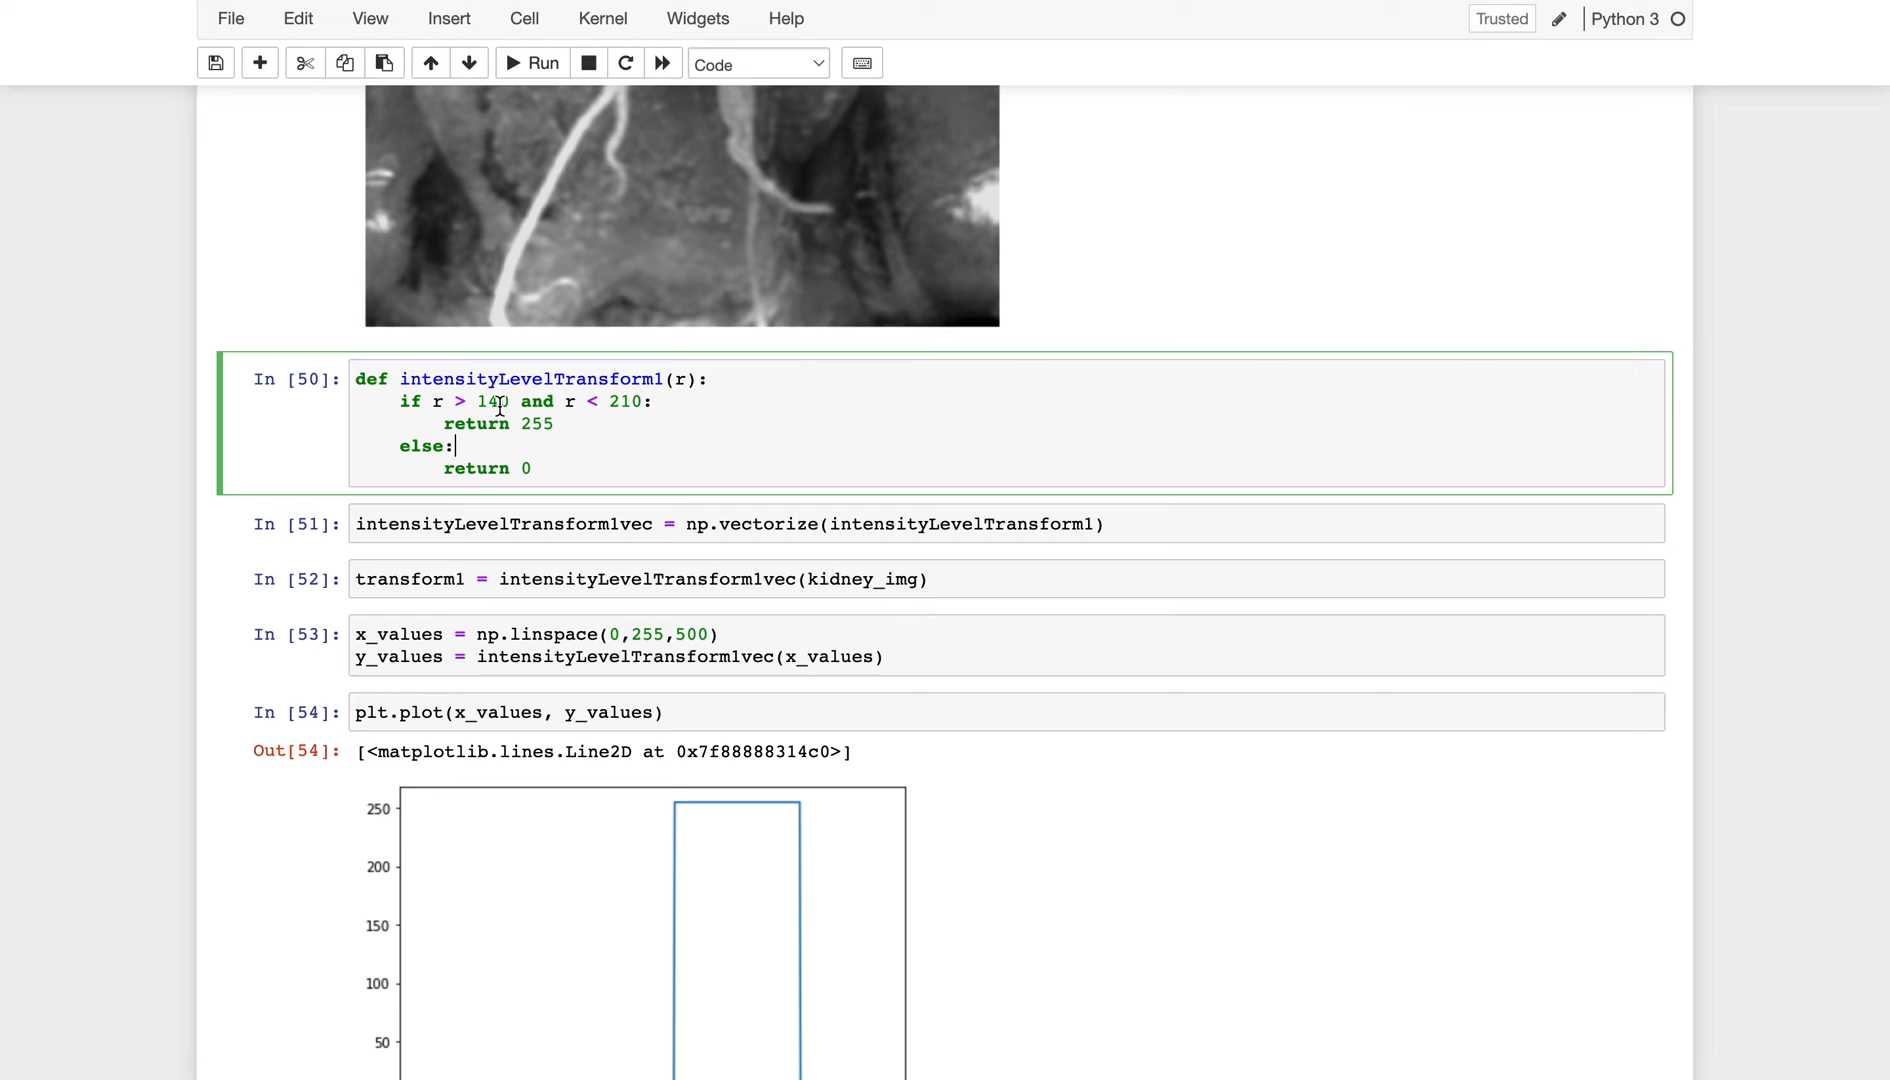 File Edit View Insert Cell Kernel Widgets Help Trusted Python 3
Run Code
In [50]: def intensityLevelTransform1(r):
if r > 140 and r < 210:
return 255
else:
return 0
In [51]: intensityLevelTransform1vec = np.vectorize(intensityLevelTransform1)
In [52]: transform1 = intensityLevelTransform1vec(kidney_img)
In [53]: x_values = np.linspace(0,255,500)
y_values = intensityLevelTransform1vec(x_values)
In [54]: plt.plot(x_values, y_values)
Out[54]: [<matplotlib.lines.Line2D at 0x7f88888314c0>]
250
200
150
100
50